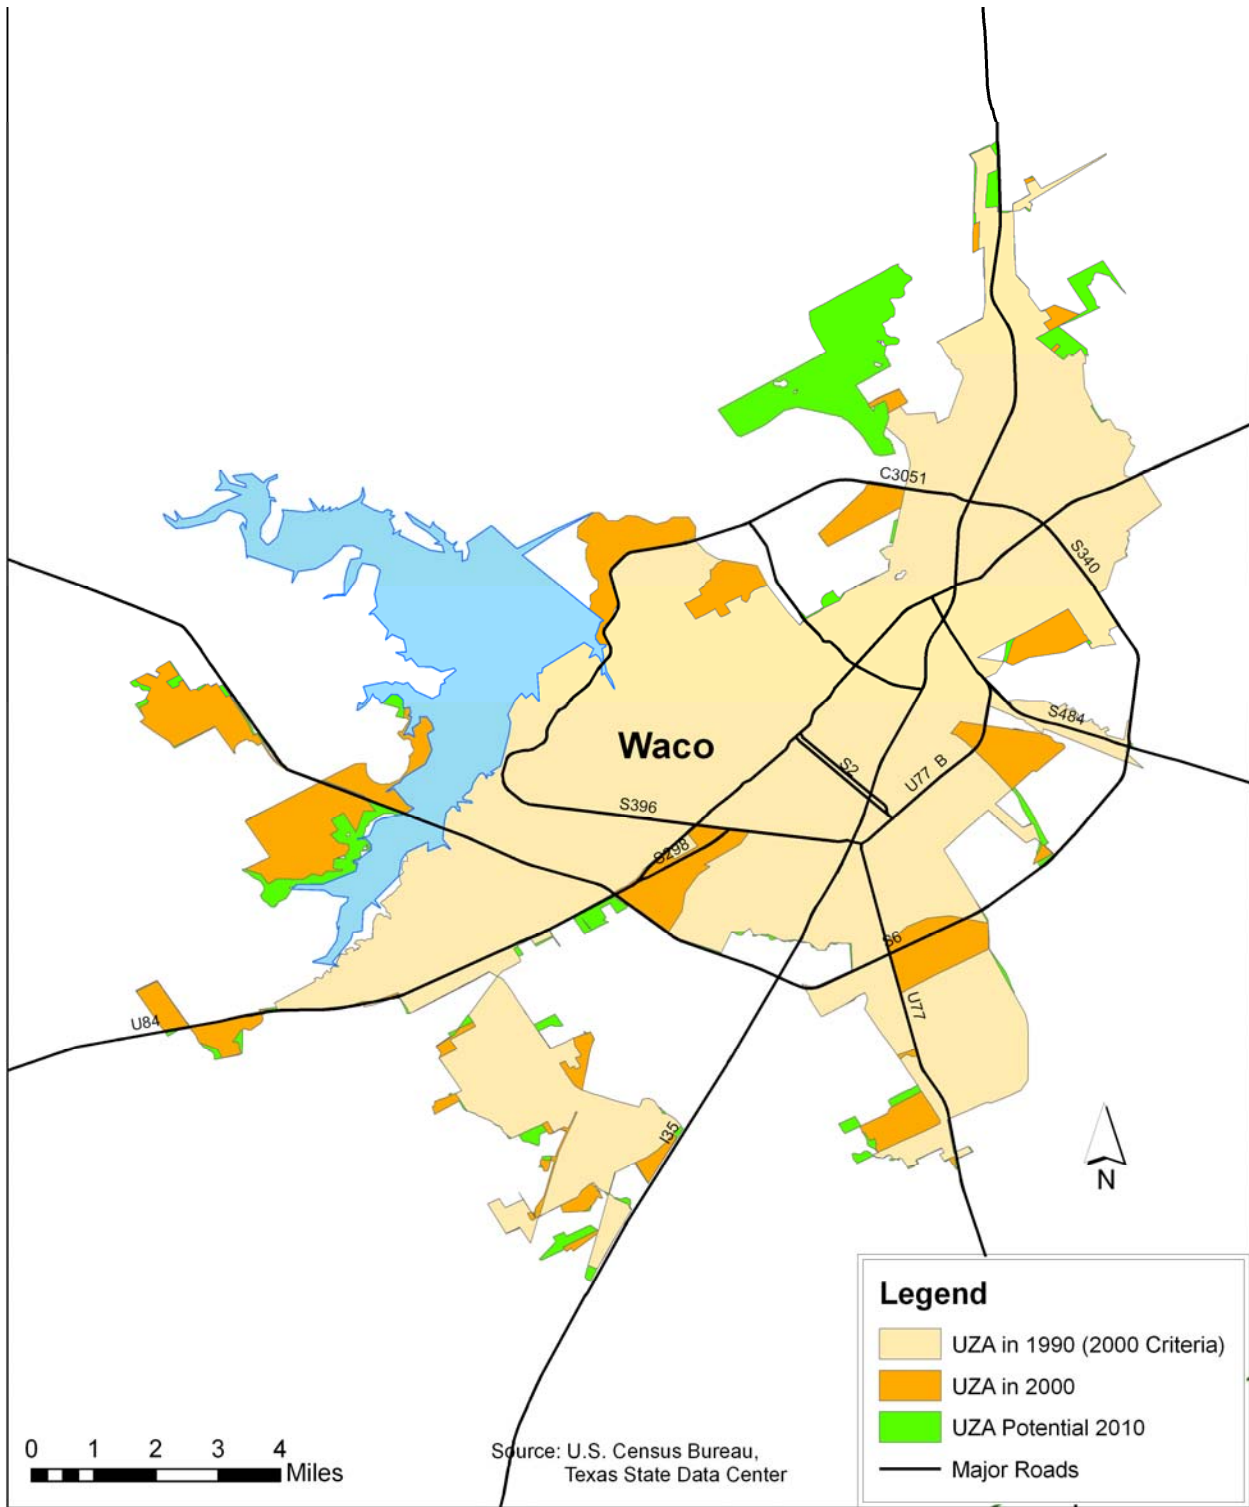 C3051
S340
S484
Waco
S2
U77 B
S396
S298
S6
U77
U84
I35
N
Legend
UZA in 1990 (2000 Criteria)
UZA in 2000
UZA Potential 2010
Major Roads
0 1 2 3 4
Miles
Source: U.S. Census Bureau,
Texas State Data Center